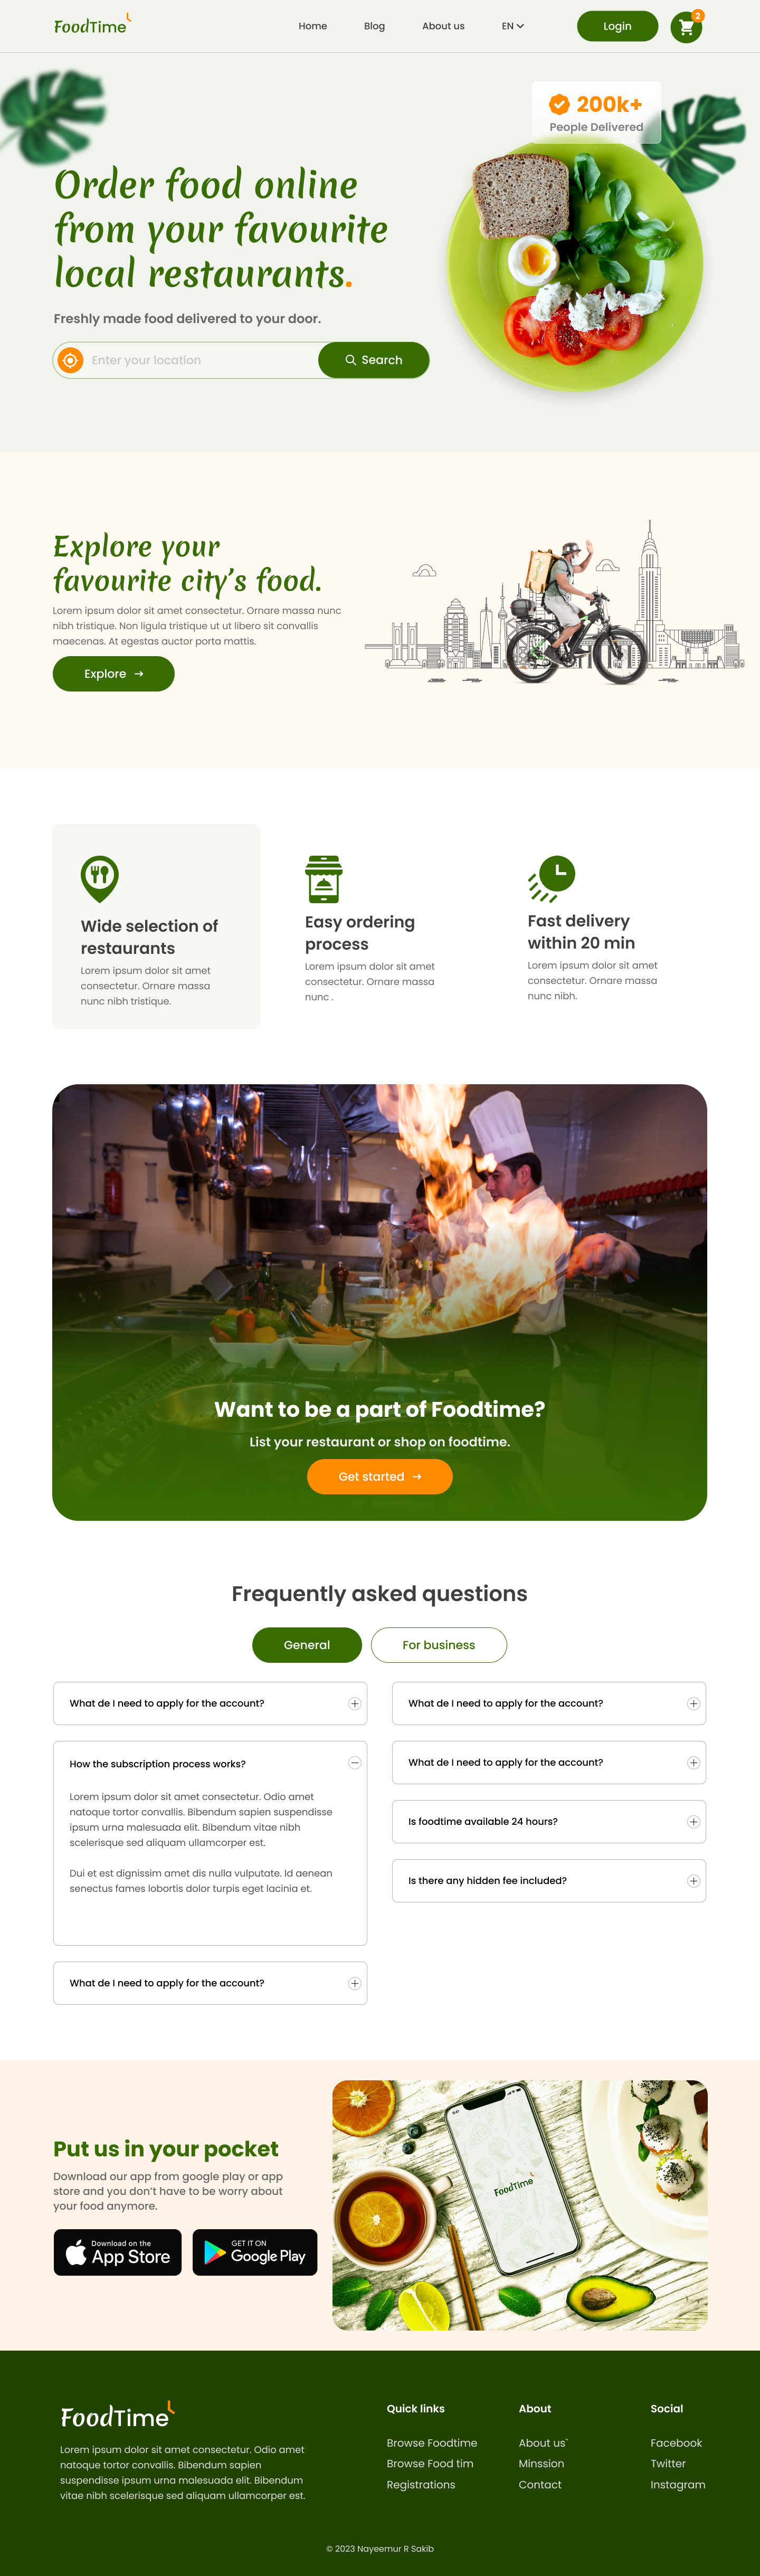 FoodTime
Home
Blog
About us
EN
Login
2
200k+
People Delivered
Order food online
from your favourite
local restaurants.
Freshly made food delivered to your door.
Enter your location
Search
Explore your
favourite city's food.
Lorem ipsum dolor sit amet consectetur. Ornare massa nunc
nibh tristique. Non ligula tristique ut ut libero sit convallis
maecenas. At egestas auctor porta mattis.
Explore →
Wide selection of
restaurants
Lorem ipsum dolor sit amet
consectetur. Ornare massa
nunc nibh tristique.
Easy ordering
process
Lorem ipsum dolor sit amet
consectetur. Ornare massa
nunc .
Fast delivery
within 20 min
Lorem ipsum dolor sit amet
consectetur. Ornare massa
nunc nibh.
Want to be a part of Foodtime?
List your restaurant or shop on foodtime.
Get started →
Frequently asked questions
General
For business
What do I need to apply for the account?
How the subscription process works?
Lorem ipsum dolor sit amet consectetur. Odio amet
natoque tortor convallis. Bibendum sapien suspendisse
ipsum urna malesuada elit. Bibendum vitae nibh
scelerisque sed aliquam ullamcorper est.
Dui et est dignissim amet dis nulla vulputate. Id aenean
senectus fames lobortis dolor turpis eget lacinia et.
What do I need to apply for the account?
What do I need to apply for the account?
What do I need to apply for the account?
Is foodtime available 24 hours?
Is there any hidden fee included?
Put us in your pocket
Download our app from google play or app
store and you don't have to be worry about
your food anymore.
Download on the
App Store
GET IT ON
Google Play
FoodTime
FoodTime
Lorem ipsum dolor sit amet consectetur. Odio amet
natoque tortor convallis. Bibendum sapien
suspendisse ipsum urna malesuada elit. Bibendum
vitae nibh scelerisque sed aliquam ullamcorper est.
Quick links
Browse Foodtime
Browse Food tim
Registrations
About
About us`
Minssion
Contact
Social
Facebook
Twitter
Instagram
© 2023 Nayeemur R Sakib